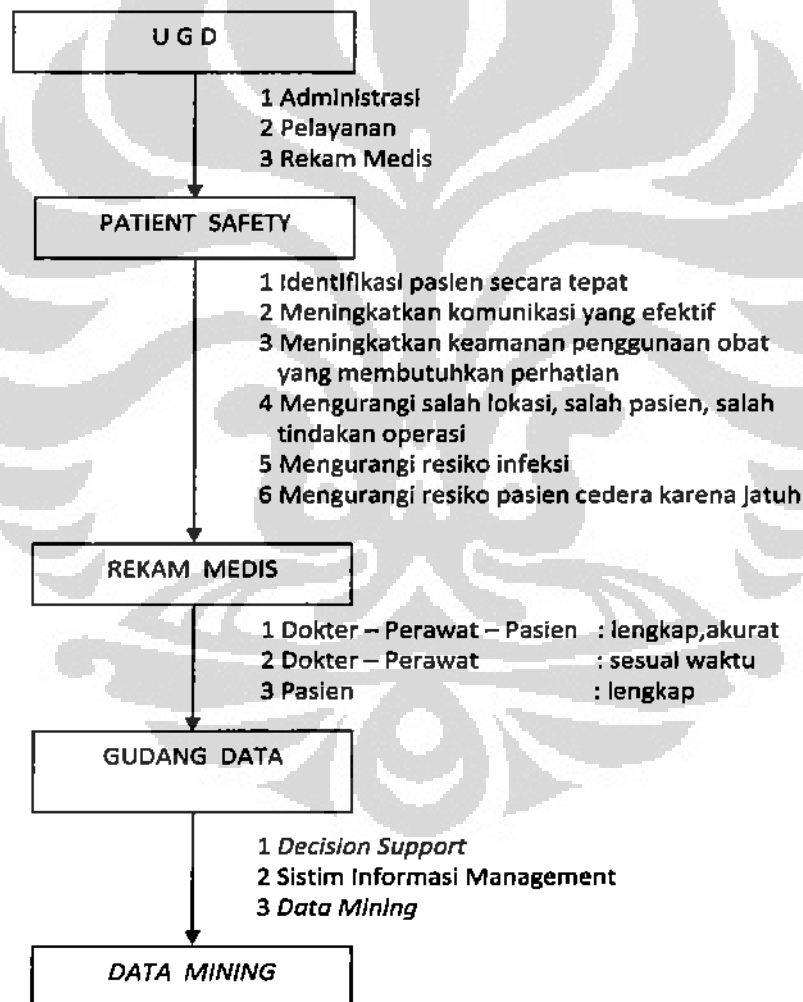 U G D
1 Administrasi
2 Pelayanan
3 Rekam Medis
PATIENT SAFETY
1 Identifikasi pasien secara tepat
2 Meningkatkan komunikasi yang efektif
3 Meningkatkan keamanan penggunaan obat
yang membutuhkan perhatian
4 Mengurangi salah lokasi, salah pasien, salah
tindakan operasi
5 Mengurangi resiko infeksi
6 Mengurangi resiko pasien cedera karena jatuh
REKAM MEDIS
1 Dokter – Perawat – Pasien : lengkap,akurat
2 Dokter – Perawat : sesuai waktu
3 Pasien : lengkap
GUDANG DATA
1 Decision Support
2 Sistim Informasi Management
3 Data Mining
DATA MINING